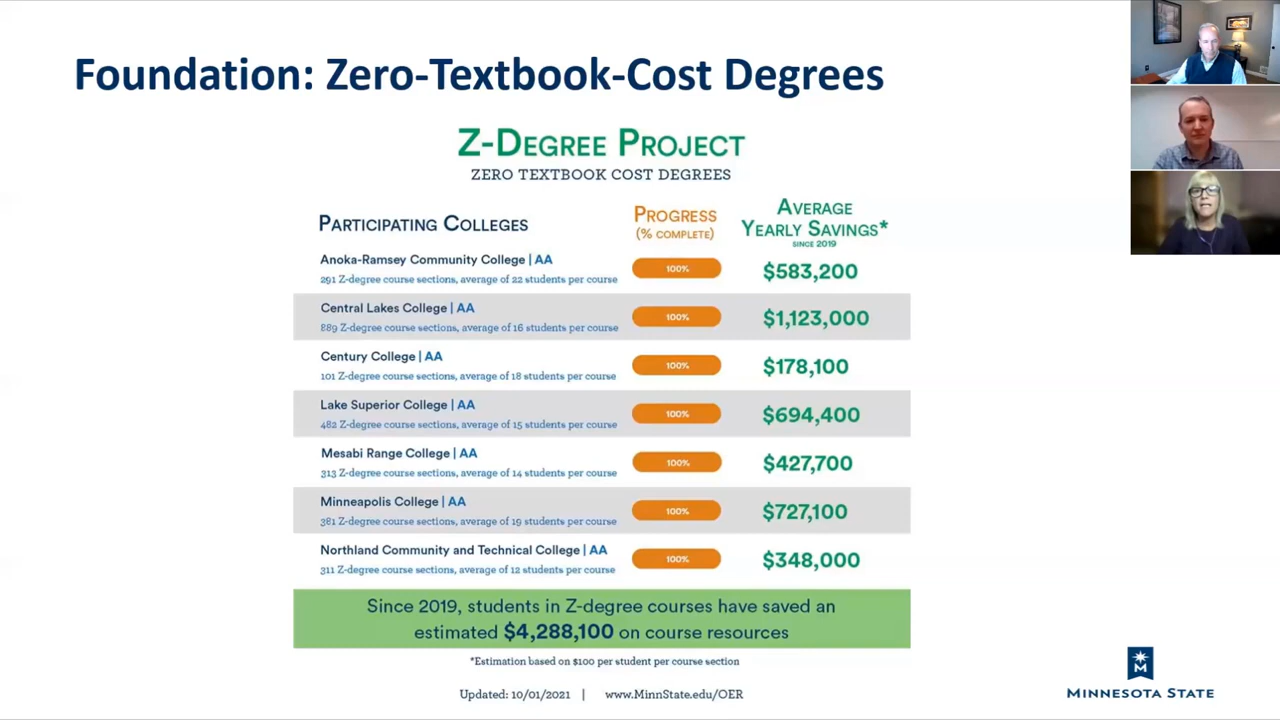 Foundation: Zero-Textbook-Cost Degrees
Z-Degree Project
ZERO TEXTBOOK COST DEGREES
Participating Colleges
Progress
(% COMPLETE)
Average
Yearly Savings*
SINCE 2019
Anoka-Ramsey Community College | AA
291 Z-degree course sections, average of 22 students per course
100%
$583,200
Central Lakes College | AA
889 Z-degree course sections, average of 16 students per course
100%
$1,123,000
Century College | AA
101 Z-degree course sections, average of 18 students per course
100%
$178,100
Lake Superior College | AA
482 Z-degree course sections, average of 15 students per course
100%
$694,400
Mesabi Range College | AA
313 Z-degree course sections, average of 14 students per course
100%
$427,700
Minneapolis College | AA
381 Z-degree course sections, average of 19 students per course
100%
$727,100
Northland Community and Technical College | AA
311 Z-degree course sections, average of 12 students per course
100%
$348,000
Since 2019, students in Z-degree courses have saved an
estimated $4,288,100 on course resources
*Estimation based on $100 per student per course section
Updated: 10/01/2021 | www.MinnState.edu/OER
M
Minnesota State